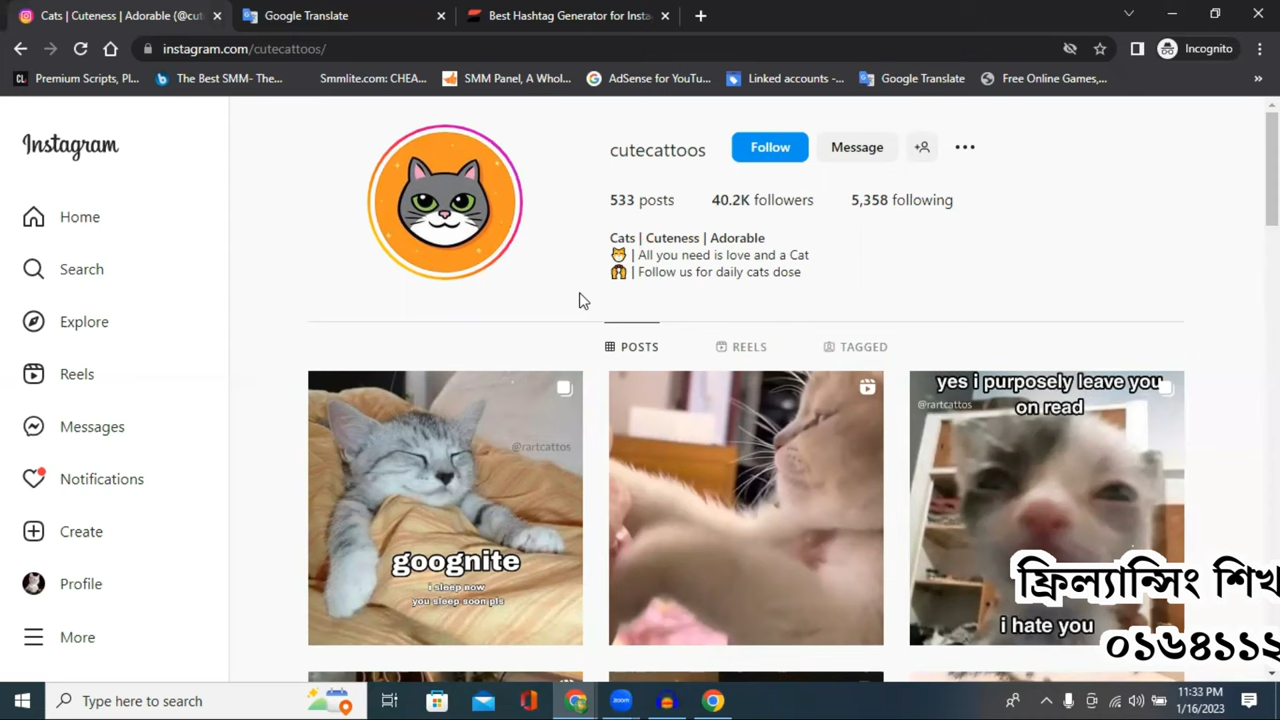 Cats | Cuteness | Adorable (@cut
Google Translate
Best Hashtag Generator for Insta
instagram.com/cutecattoos/
Incognito
CL
Premium Scripts, Pl...
The Best SMM- The...
Smmlite.com: CHEA...
SMM Panel, A Whol...
AdSense for YouTu...
Linked accounts -...
Google Translate
Free Online Games,...
Instagram
cutecattoos
Follow
Message
533 posts
40.2K followers
5,358 following
Cats | Cuteness | Adorable
| All you need is love and a Cat
| Follow us for daily cats dose
Home
Search
Explore
Reels
Messages
Notifications
Create
Profile
More
POSTS
REELS
TAGGED
@rartcattos
goognite
i sleep now
you sleep soon pls
yes i purposely leave you
on read
@rartcattos
i hate you
ফ্রিল্যান্সিং শিখ
০১৬৪১১২
Type here to search
zoom
11:33 PM
1/16/2023